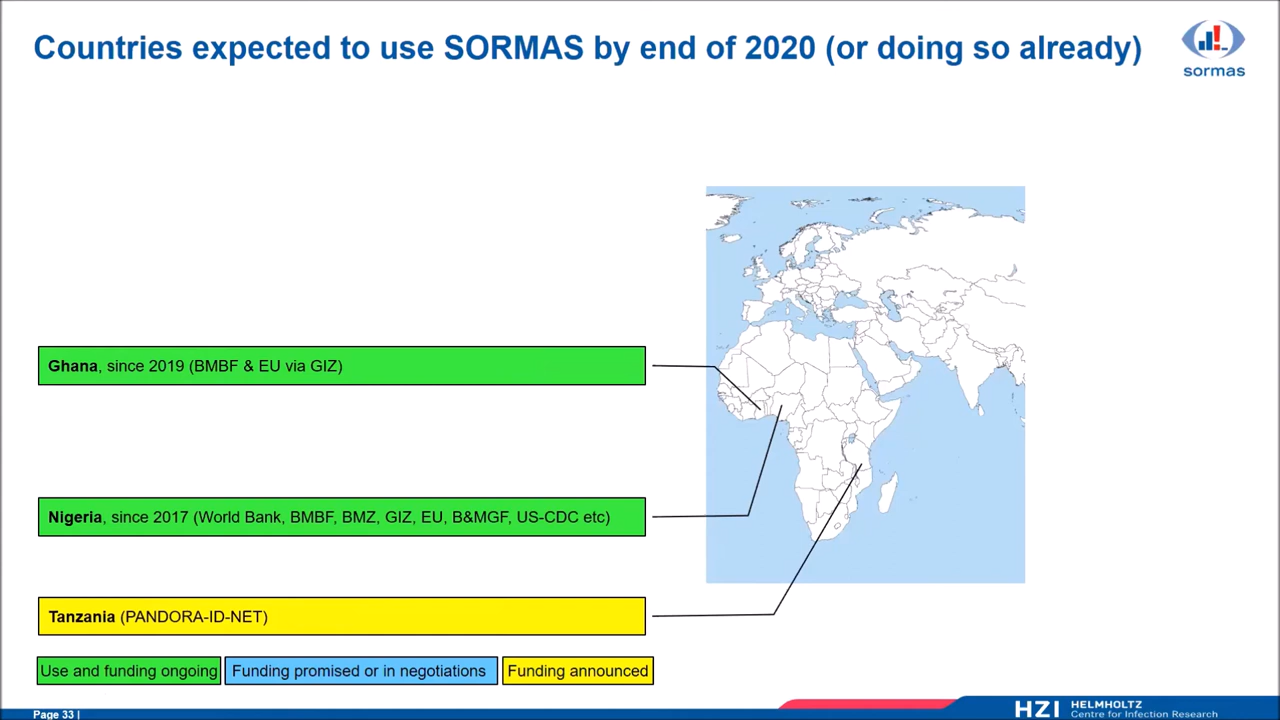 Countries expected to use SORMAS by end of 2020 (or doing so already)
sormas
Ghana, since 2019 (BMBF & EU via GIZ)
Nigeria, since 2017 (World Bank, BMBF, BMZ, GIZ, EU, B&MGF, US-CDC etc)
Tanzania (PANDORA-ID-NET)
Use and funding ongoing
Funding promised or in negotiations
Funding announced
Page 33 |
HZI HELMHOLTZ
Centre for Infection Research